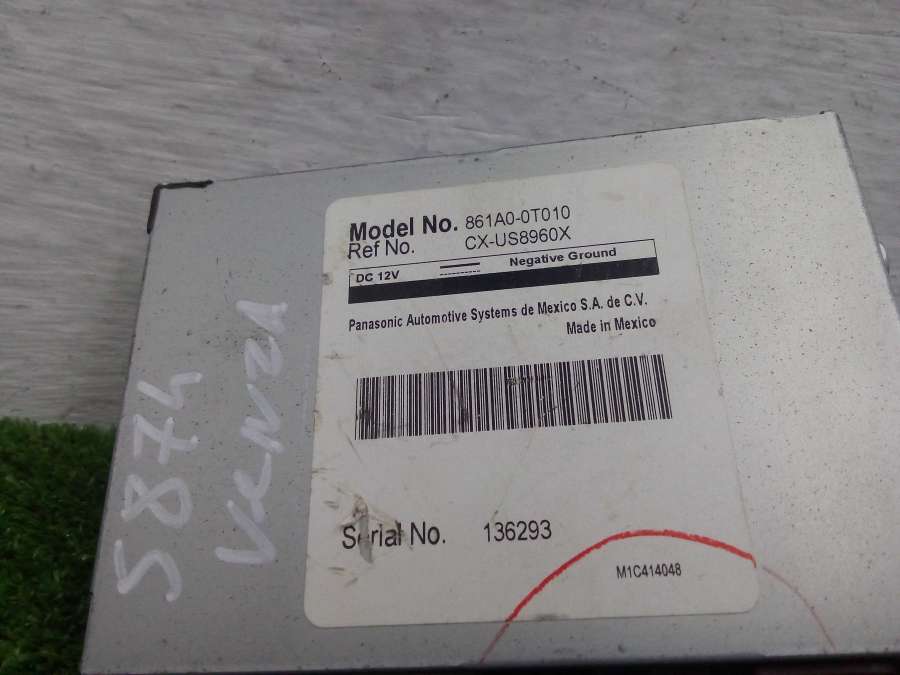 Model No. 861A0-0T010
Ref No. CX-US8960X
DC 12V Negative Ground
Panasonic Automotive Systems de Mexico S.A. de C.V.
Made in Mexico
Serial No. 136293
M1C414048
5874
VENZA